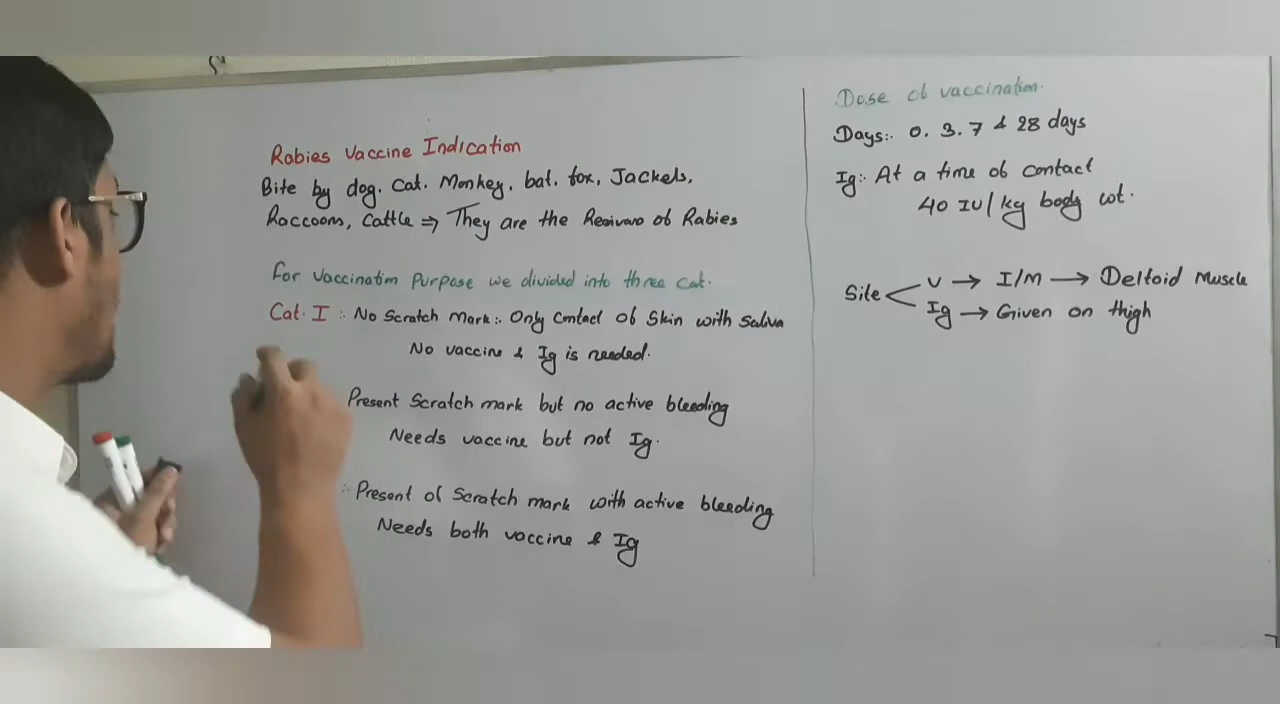 Rabies Vaccine Indication
Bite by dog. Cat. Monkey. bat. fox, Jackels,
Raccoons, Cattle ⇒ They are the of Rabies
For Vaccination Purpose we divided into three Cat.
Cat. I :. No Scratch Mark:. Only Contact of Skin with Saliva
No vaccine & Ig is needed.
Present Scratch mark but no active bleeding
Needs vaccine but not Ig.
:. Present of Scratch mark with active bleeding
Needs both vaccine & Ig
Dose of vaccination.
Days:. 0. 3. 7 & 28 days
Ig:. At a time of contact
40 IU/kg body wt.
Site < V → I/M → Deltoid Muscle
Ig → Given on thigh